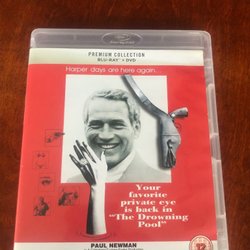 PREMIUM COLLECTION
BLU-RAY + DVD
Harper days are here again...
Your
favorite
private eye
is back in
"The Drowning
Pool"
PAUL NEWMAN
12